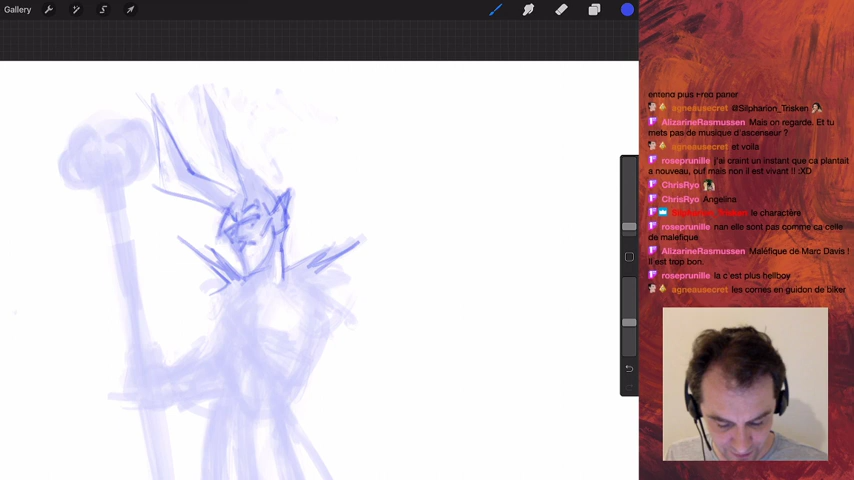 Gallery
entend plus Fred parler
agneausecret @Silpharion_Trisken
AlizarineRasmussen Mais on regarde. Et tu
mets pas de musique d'ascenseur ?
agneausecret et voila
roseprunille j'ai craint un instant que ca plantait
a nouveau, ouf mais non il est vivant !! :XD
ChrisRyo
ChrisRyo Angelina
le charactère
roseprunille nan elle sont pas comme ca celle
de malefique
AlizarineRasmussen Maléfique de Marc Davis !
Il est trop bon.
roseprunille la c'est plus hellboy
agneausecret les cornes en guidon de biker